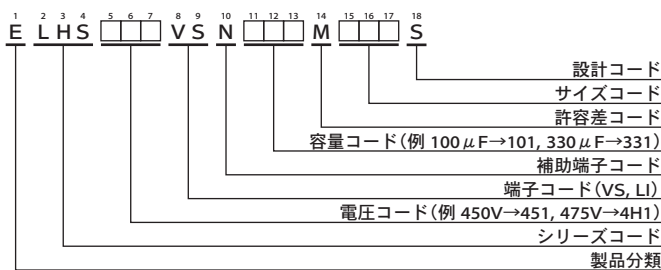 1 2 3 4 5 6 7 8 9 10 11 12 13 14 15 16 17 18
E L H S □□□ V S N □□□ M □□□ S
設計コード
サイズコード
許容差コード
容量コード(例 100μF→101, 330μF→331)
補助端子コード
端子コード(VS, LI)
電圧コード(例 450V→451, 475V→4H1)
シリーズコード
製品分類